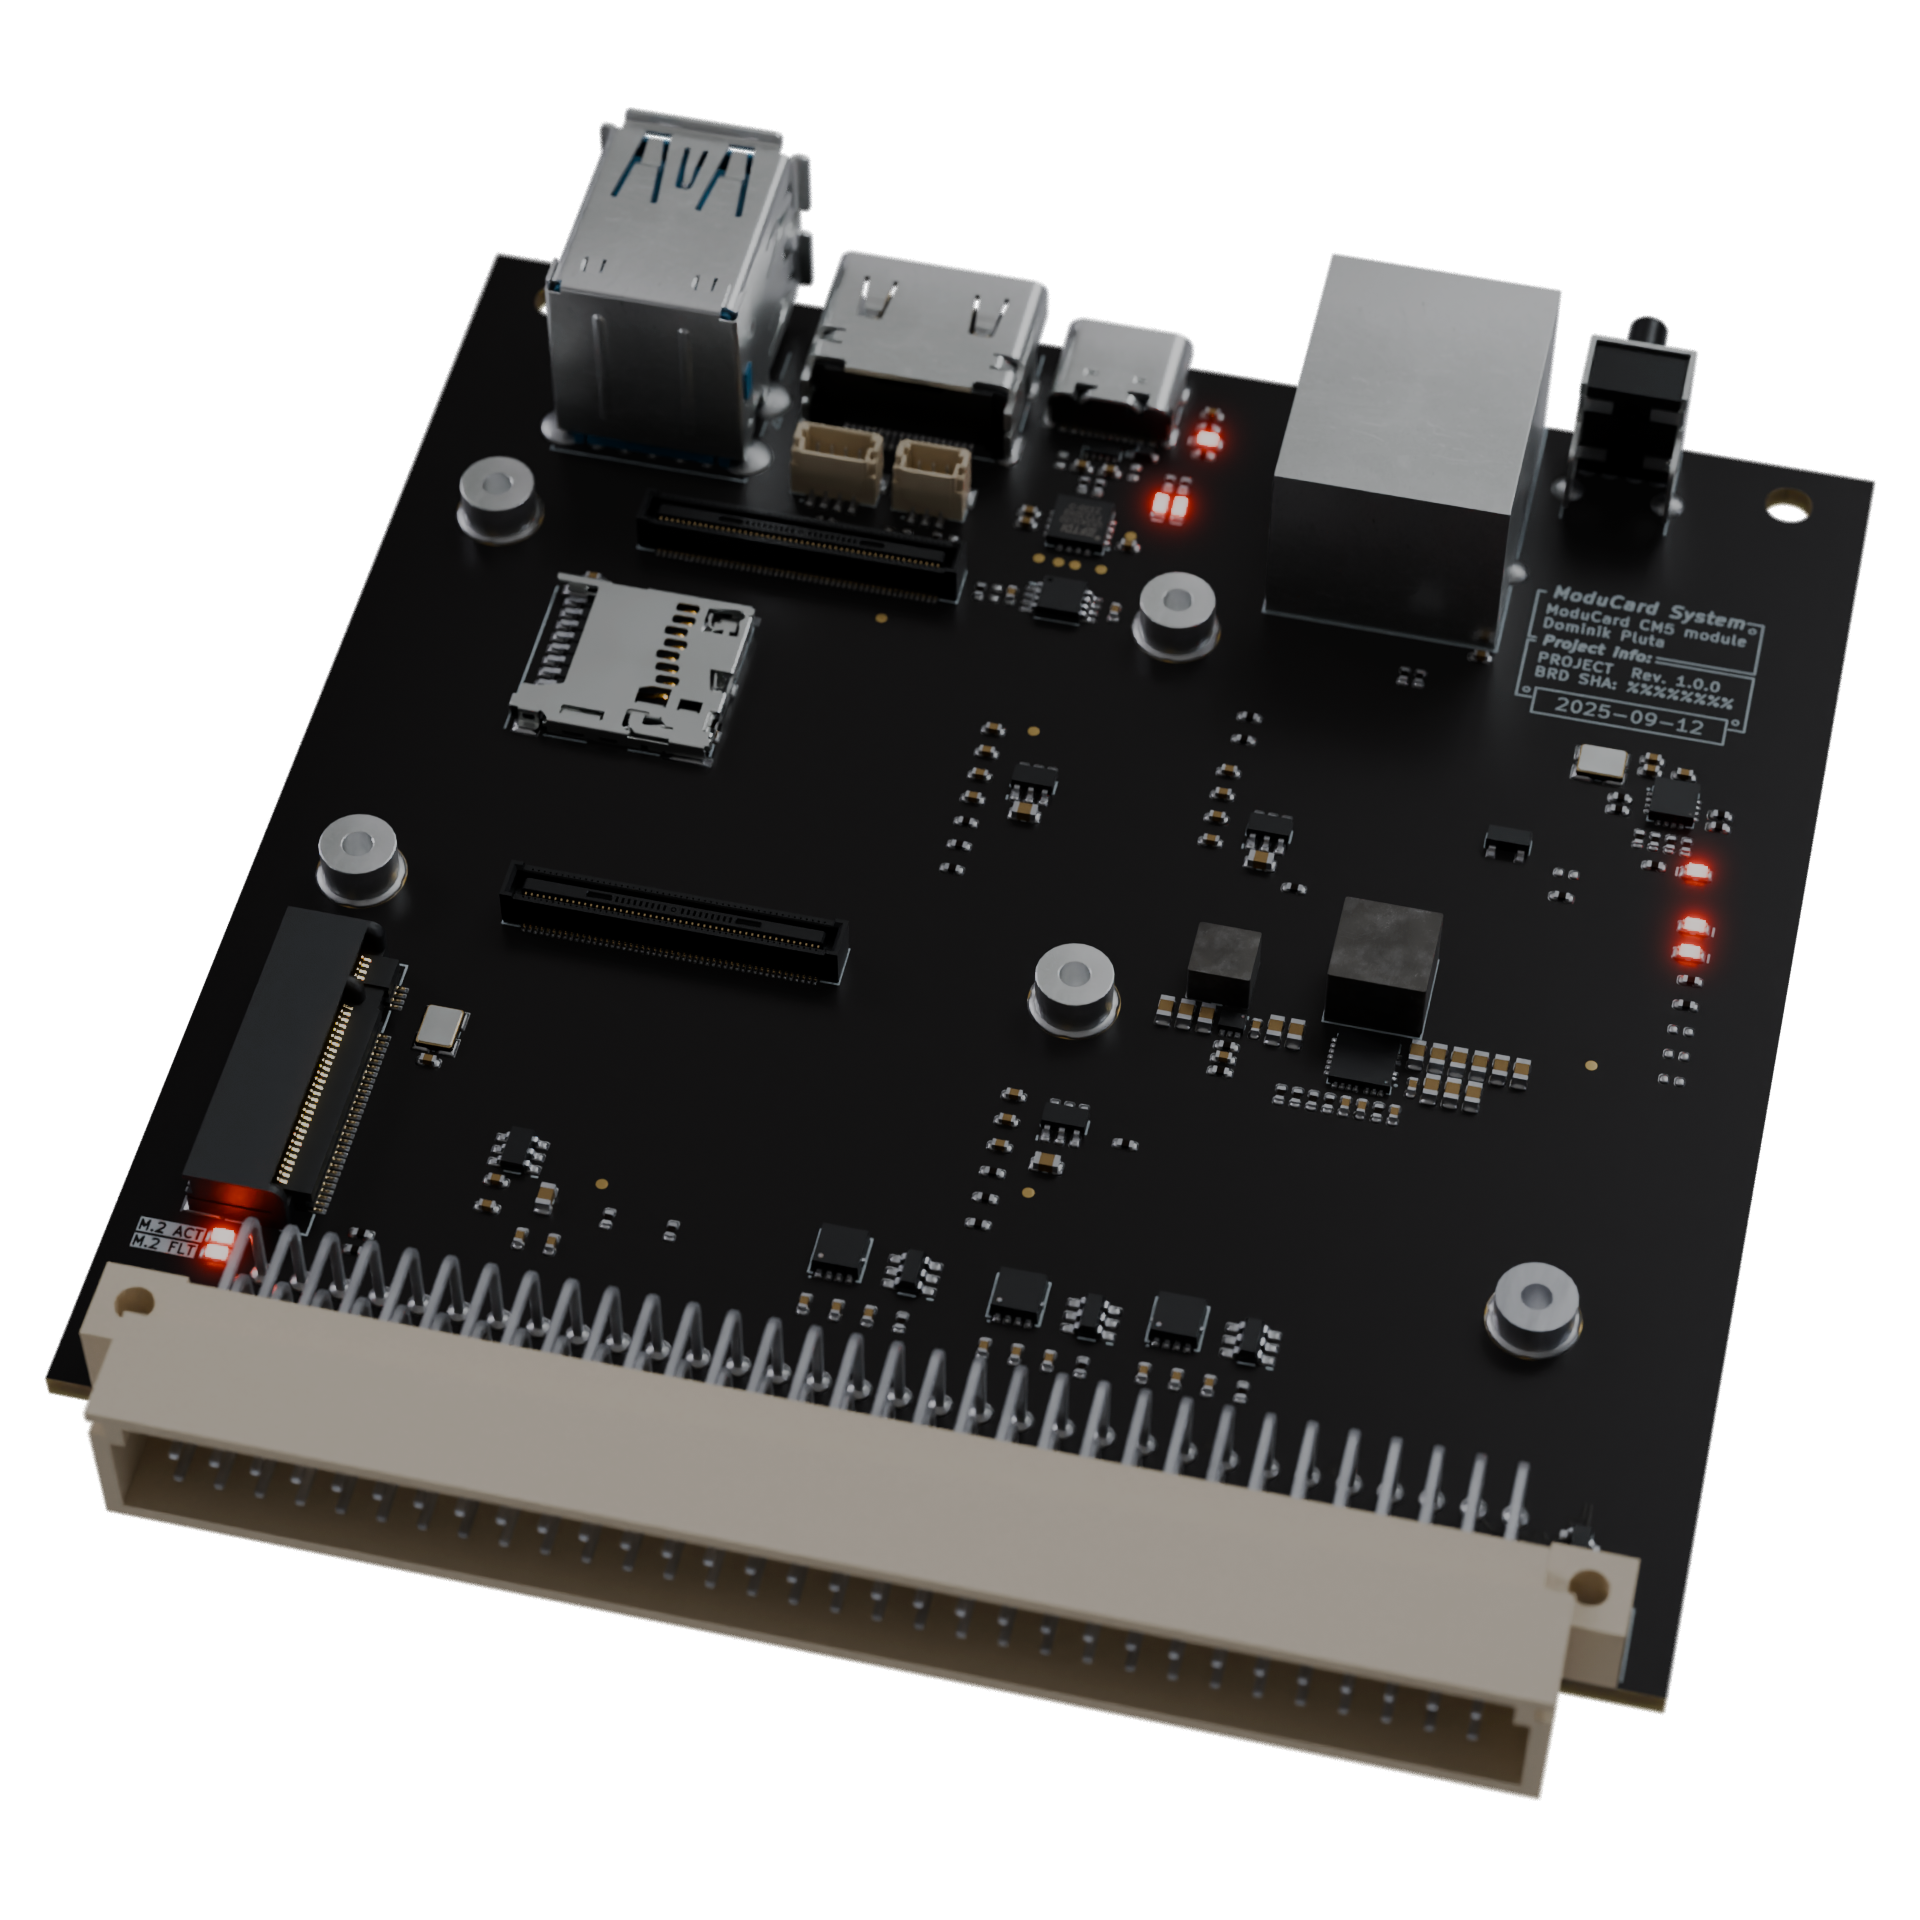 ModuCard System
ModuCard CM5 module
Dominik Pluta
Project Info:
PROJECT Rev. 1.0.0
BRD SHA: %%%%%%%%
2025-09-12
M.2 ACT
M.2 FLT